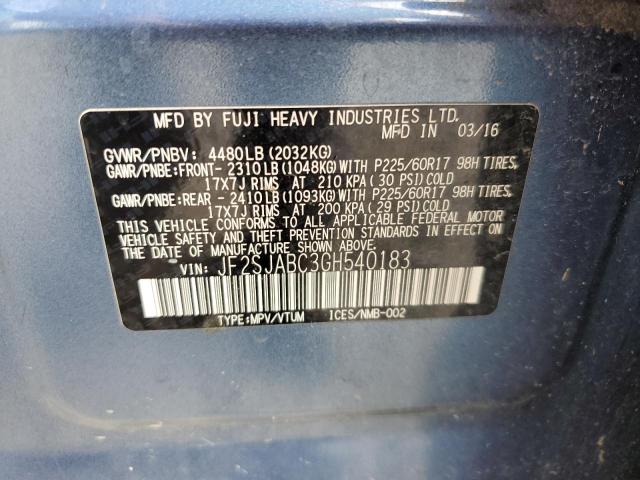 MFD BY FUJI HEAVY INDUSTRIES LTD.
MFD IN 03/16
GVWR/PNBV: 4480LB (2032KG)
GAWR/PNBE:FRONT- 2310LB (1048KG) WITH P225/60R17 98H TIRES,
17X7J RIMS AT 210 KPA (30 PSI) COLD
GAWR/PNBE:REAR - 2410LB (1093KG) WITH P225/60R17 98H TIRES,
17X7J RIMS AT 200 KPA (29 PSI) COLD
THIS VEHICLE CONFORMS TO ALL APPLICABLE FEDERAL MOTOR
VEHICLE SAFETY AND THEFT PREVENTION STANDARDS IN EFFECT ON
THE DATE OF MANUFACTURE SHOWN ABOVE.
VIN: JF2SJABC3GH540183
TYPE:MPV/VTUM ICES/NMB-002